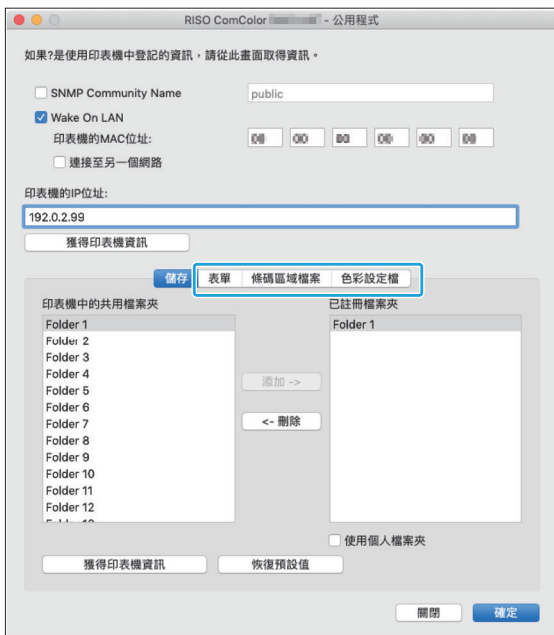 RISO ComColor - 公用程式
如果?是使用印表機中登記的資訊，請從此畫面取得資訊。
SNMP Community Name
public
Wake On LAN
印表機的MAC位址:
連接至另一個網路
印表機的IP位址:
192.0.2.99
獲得印表機資訊
儲存 表單 條碼區域檔案 色彩設定檔
印表機中的共用檔案夾 已註冊檔案夾
Folder 1 Folder 1
Folder 2
Folder 3
Folder 4
Folder 5
Folder 6
Folder 7
Folder 8
Folder 9
Folder 10
Folder 11
Folder 12
添加 ->
<- 刪除
使用個人檔案夾
獲得印表機資訊 恢復預設值
關閉 確定